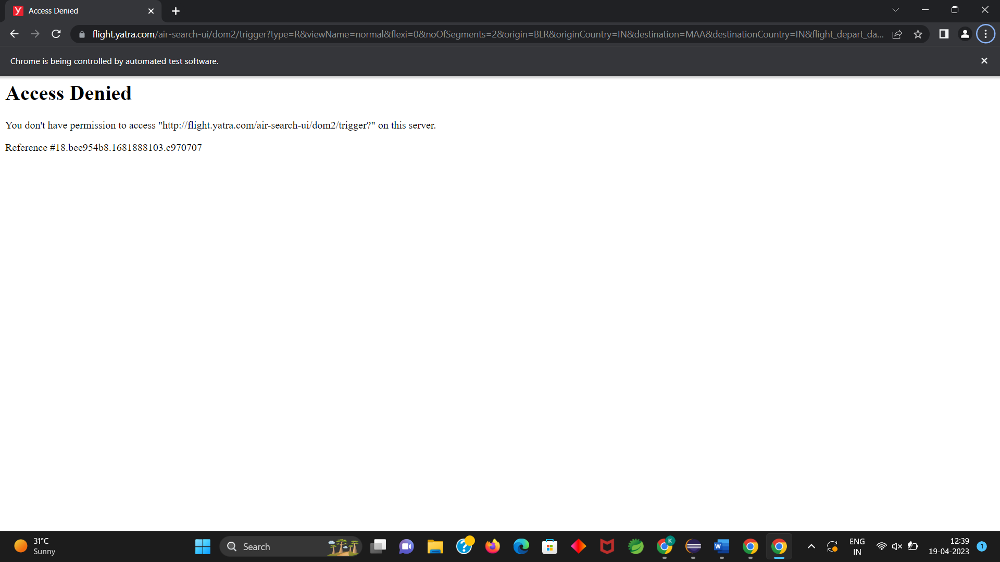 Access Denied
flight.yatra.com/air-search-ui/dom2/trigger?type=R&viewName=normal&flexi=0&noOfSegments=2&origin=BLR&originCountry=IN&destination=MAA&destinationCountry=IN&flight_depart_da...
Chrome is being controlled by automated test software.
Access Denied
You don't have permission to access "http://flight.yatra.com/air-search-ui/dom2/trigger?" on this server.
Reference #18.bee954b8.1681888103.c970707
31°C
Sunny
Search
K
W
ENG
IN
12:39
19-04-2023
1